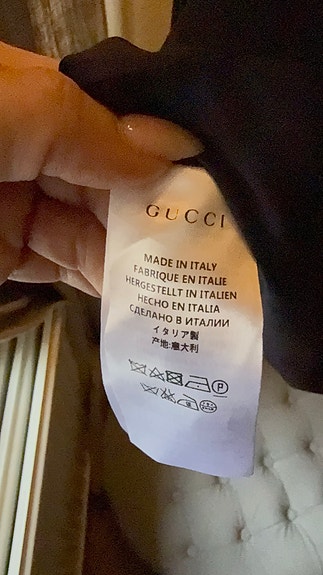 GUCCI
MADE IN ITALY
FABRIQUE EN ITALIE
HERGESTELLT IN ITALIEN
HECHO EN ITALIA
СДЕЛАНО В ИТАЛИИ
イタリア製
产地:意大利
P